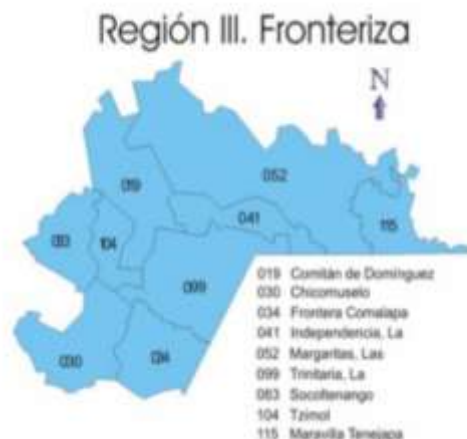 Región III. Fronteriza
N
052
019
041
115
083
104
099
030
034
019 Comitán de Domínguez
030 Chicomuselo
034 Frontera Comalapa
041 Independencia, La
052 Margaritas, Las
099 Trinitaria, La
083 Socoltenango
104 Tzimol
115 Maravilla Tenejapa